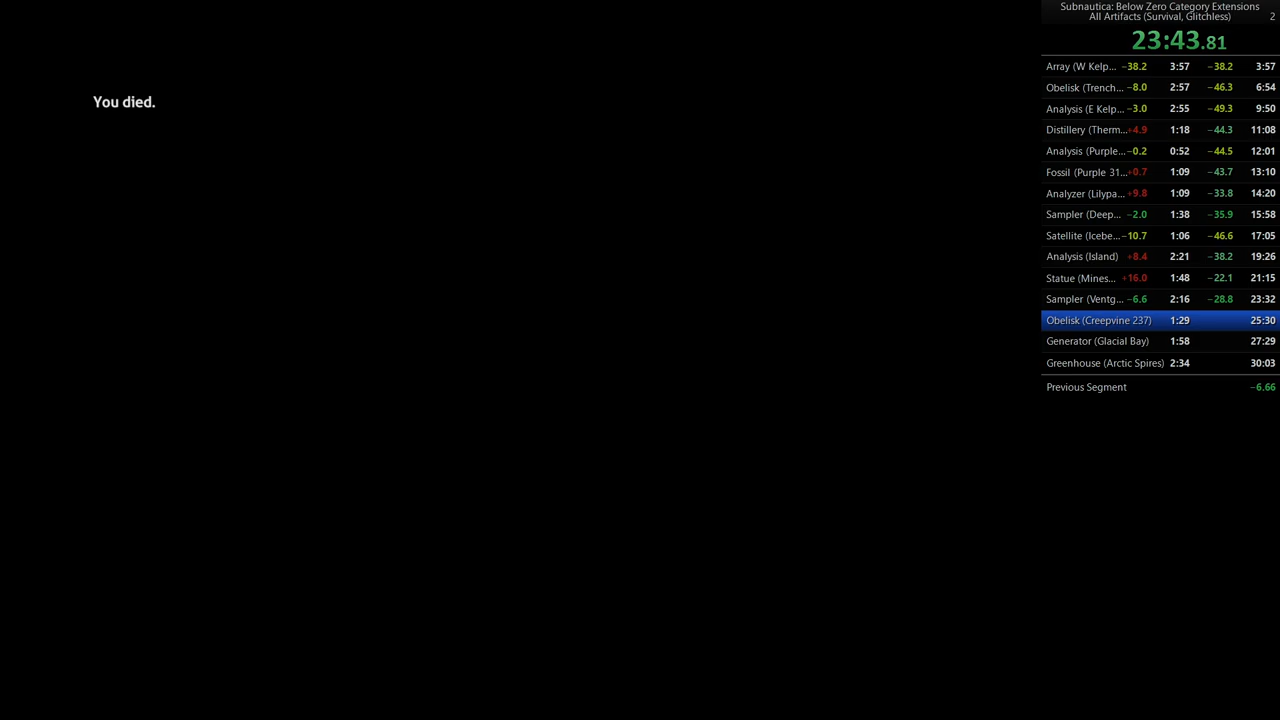 Subnautica: Below Zero Category Extensions
All Artifacts (Survival, Glitchless) 2
23:43.81
You died.
Array (W Kelp... −38.2 3:57 −38.2 3:57
Obelisk (Trench... −8.0 2:57 −46.3 6:54
Analysis (E Kelp... −3.0 2:55 −49.3 9:50
Distillery (Therm... +4.9 1:18 −44.3 11:08
Analysis (Purple... −0.2 0:52 −44.5 12:01
Fossil (Purple 31... +0.7 1:09 −43.7 13:10
Analyzer (Lilypa... +9.8 1:09 −33.8 14:20
Sampler (Deep... −2.0 1:38 −35.9 15:58
Satellite (Icebe... −10.7 1:06 −46.6 17:05
Analysis (Island) +8.4 2:21 −38.2 19:26
Statue (Mines... +16.0 1:48 −22.1 21:15
Sampler (Ventg... −6.6 2:16 −28.8 23:32
Obelisk (Creepvine 237) 1:29 25:30
Generator (Glacial Bay) 1:58 27:29
Greenhouse (Arctic Spires) 2:34 30:03
Previous Segment −6.66